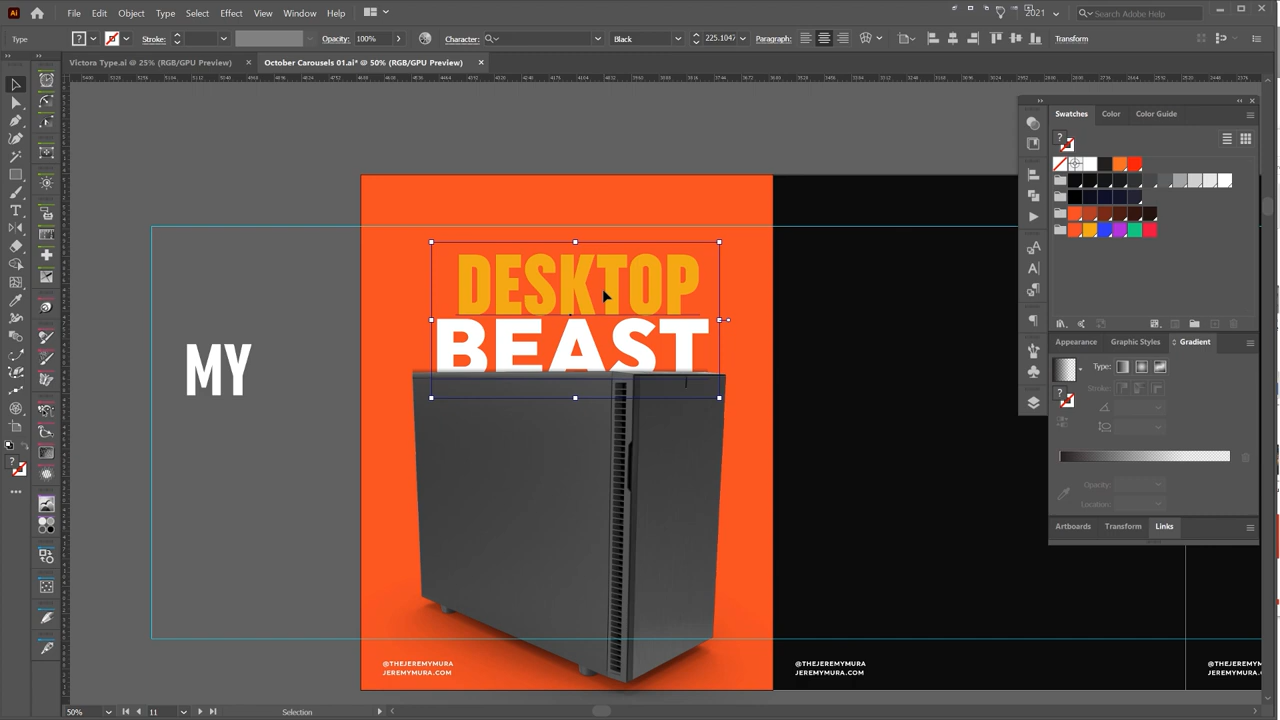 Ai File Edit Object Type Select Effect View Window Help 2021 Search Adobe Help
Type Stroke: Opacity: 100% Character: Black 225.1047 Paragraph: Transform
Victora Type.ai @ 25% (RGB/GPU Preview) October Carousels 01.ai* @ 50% (RGB/GPU Preview)
Swatches Color Color Guide
DESKTOP
BEAST
MY
Appearance Graphic Styles Gradient
Type:
Stroke:
Opacity:
Location:
Artboards Transform Links
@THEJEREMYMURA
JEREMYMURA.COM
@THEJEREMYMURA
JEREMYMURA.COM
@THEJEREMYM
JEREMYMURA.
50% 11 Selection